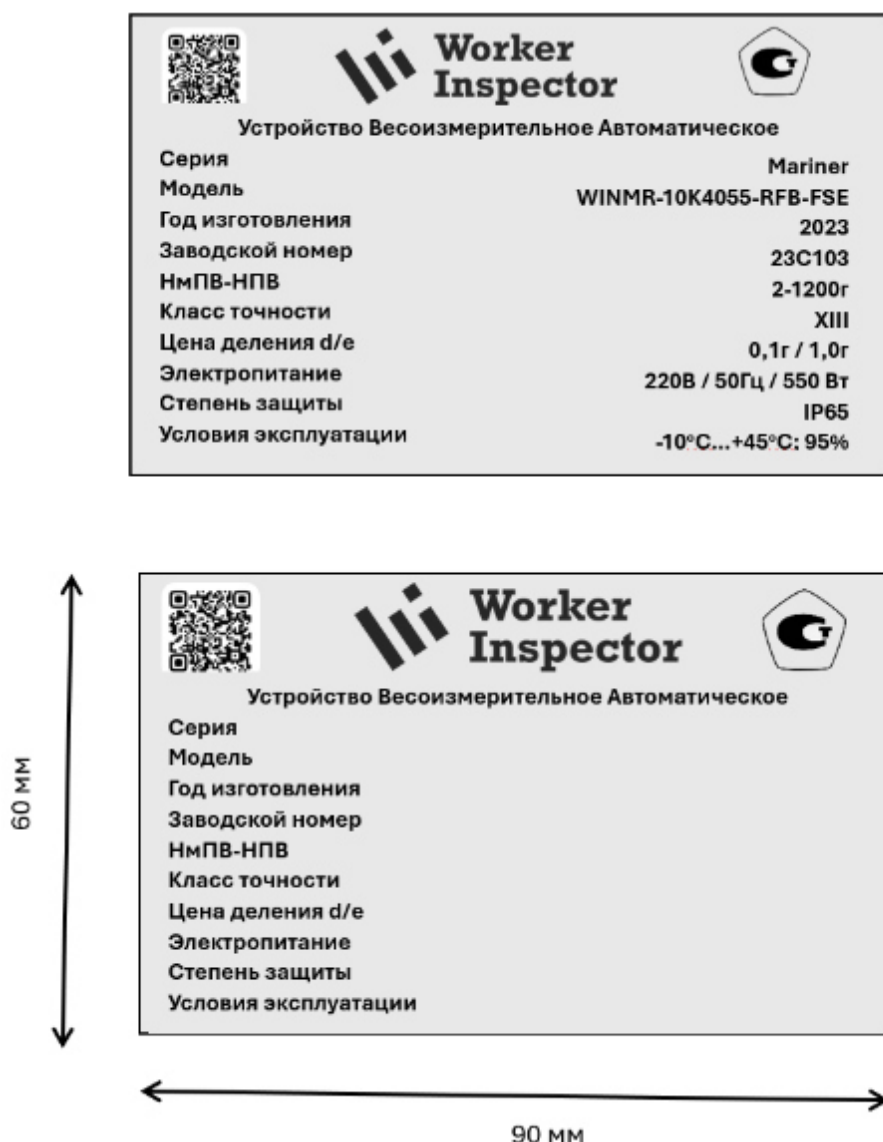 Worker
Inspector
Устройство Весоизмерительное Автоматическое
Серия Mariner
Модель WINMR-10K4055-RFB-FSE
Год изготовления 2023
Заводской номер 23C103
НмПВ-НПВ 2-1200г
Класс точности XIII
Цена деления d/e 0,1г / 1,0г
Электропитание 220В / 50Гц / 550 Вт
Степень защиты IP65
Условия эксплуатации -10°C...+45°C: 95%
Worker
Inspector
Устройство Весоизмерительное Автоматическое
Серия
Модель
Год изготовления
Заводской номер
НмПВ-НПВ
Класс точности
Цена деления d/e
Электропитание
Степень защиты
Условия эксплуатации
60 мм
90 мм